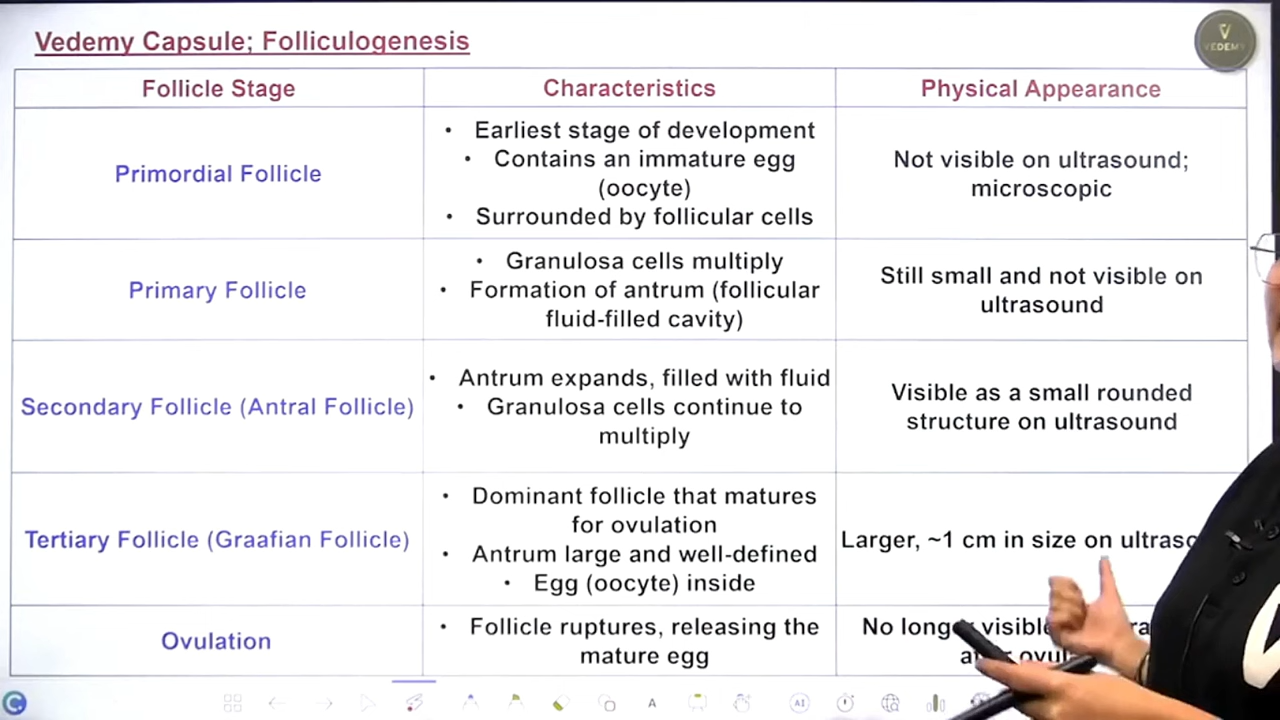 Vedemy Capsule; Folliculogenesis
VEDEMY
Follicle Stage
Characteristics
Physical Appearance
Primordial Follicle
• Earliest stage of development
• Contains an immature egg
(oocyte)
• Surrounded by follicular cells
Not visible on ultrasound;
microscopic
Primary Follicle
• Granulosa cells multiply
• Formation of antrum (follicular
fluid-filled cavity)
Still small and not visible on
ultrasound
Secondary Follicle (Antral Follicle)
• Antrum expands, filled with fluid
• Granulosa cells continue to
multiply
Visible as a small rounded
structure on ultrasound
Tertiary Follicle (Graafian Follicle)
• Dominant follicle that matures
for ovulation
• Antrum large and well-defined
• Egg (oocyte) inside
Larger, ~1 cm in size on
Ovulation
• Follicle ruptures, releasing the
mature egg
No visible
A
AI